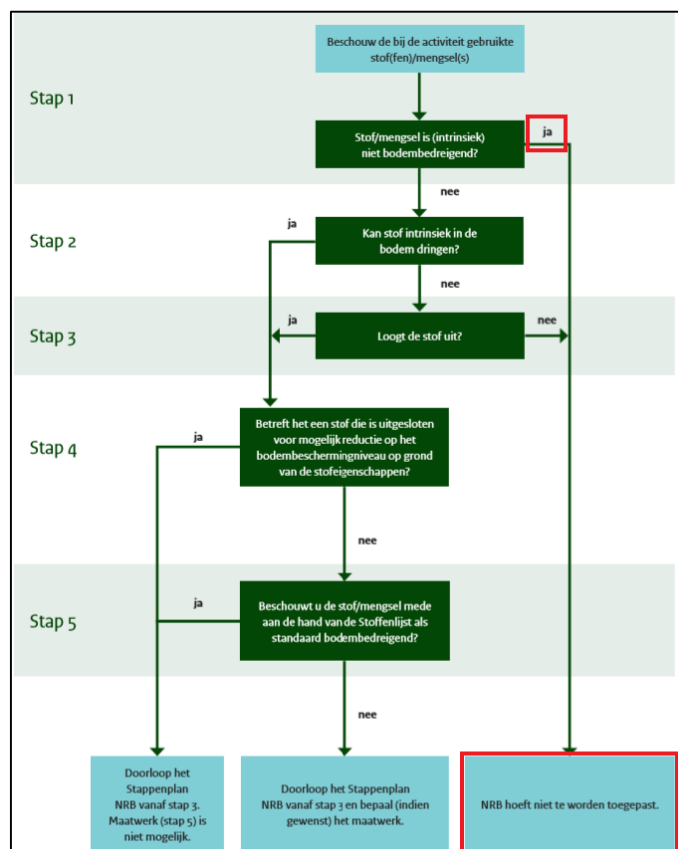 Beschouw de bij de activiteit gebruikte
stof(fen)/mengsel(s)
Stap 1
Stof/mengsel is (intrinsiek)
niet bodembedreigend?
ja
nee
Stap 2
ja
Kan stof intrinsiek in de
bodem dringen?
nee
Stap 3
ja
Loogt de stof uit?
nee
Stap 4
ja
Betreft het een stof die is uitgesloten
voor mogelijk reductie op het
bodembeschermingniveau op grond
van de stofeigenschappen?
nee
Stap 5
ja
Beschouwt u de stof/mengsel mede
aan de hand van de Stoffenlijst als
standaard bodembedreigend?
nee
Doorloop het
Stappenplan
NRB vanaf stap 3.
Maatwerk (stap 5) is
niet mogelijk.
Doorloop het Stappenplan
NRB vanaf stap 3 en bepaal (indien
gewenst) het maatwerk.
NRB hoeft niet te worden toegepast.